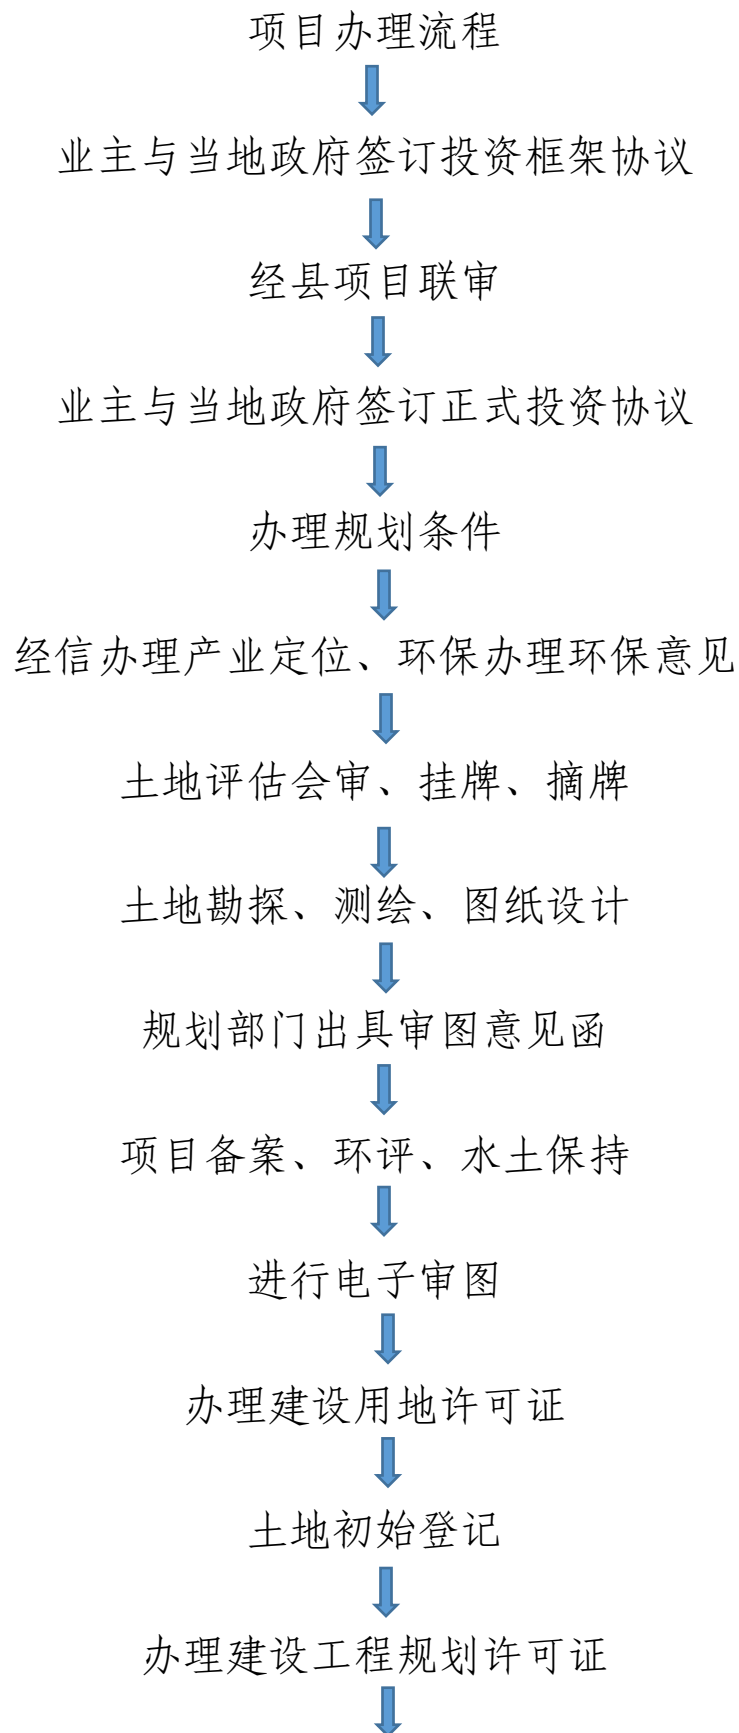 项目办理流程
业主与当地政府签订投资框架协议
经县项目联审
业主与当地政府签订正式投资协议
办理规划条件
经信办理产业定位、环保办理环保意见
土地评估会审、挂牌、摘牌
土地勘探、测绘、图纸设计
规划部门出具审图意见函
项目备案、环评、水土保持
进行电子审图
办理建设用地许可证
土地初始登记
办理建设工程规划许可证